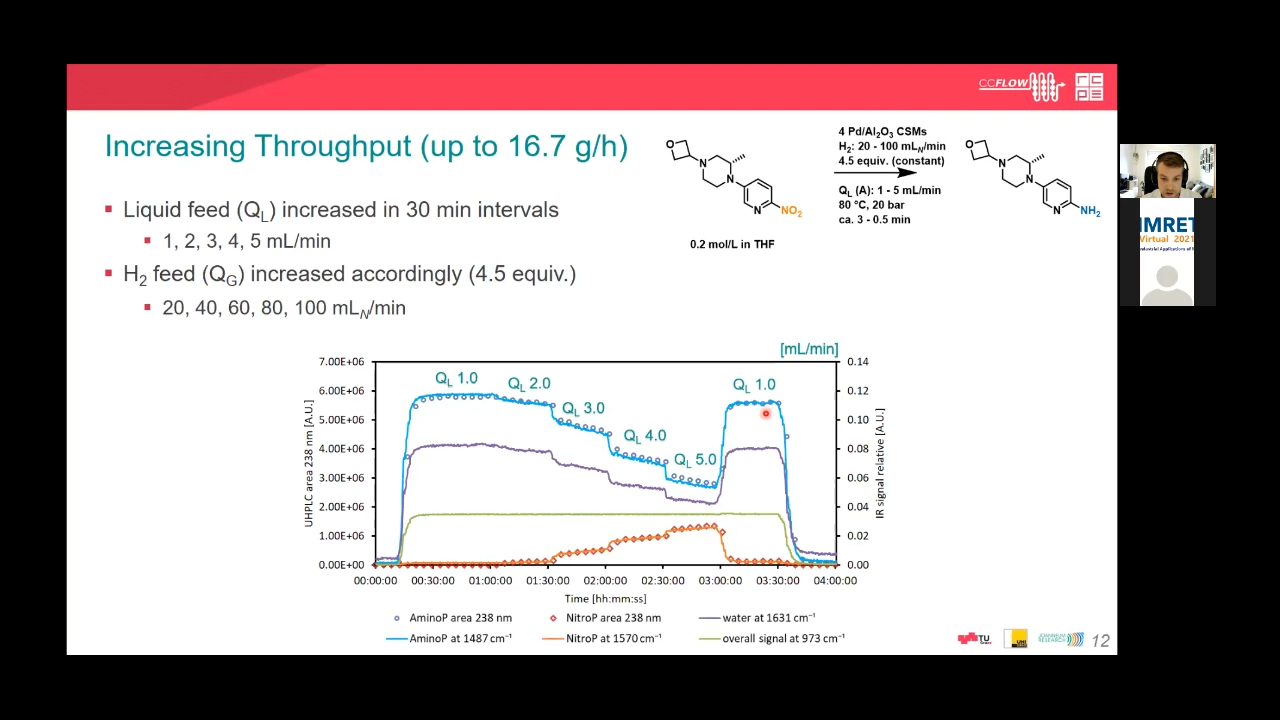 CCFLOW
RCPE
Increasing Throughput (up to 16.7 g/h)
Liquid feed (QL) increased in 30 min intervals
1, 2, 3, 4, 5 mL/min
H2 feed (QG) increased accordingly (4.5 equiv.)
20, 40, 60, 80, 100 mLN/min
O
N
N
N
NO2
0.2 mol/L in THF
4 Pd/Al2O3 CSMs
H2: 20 - 100 mLN/min
4.5 equiv. (constant)
QL (A): 1 - 5 mL/min
80 °C, 20 bar
ca. 3 - 0.5 min
O
N
N
N
NH2
IMRET
Virtual 2021
[mL/min]
QL 1.0
QL 2.0
QL 3.0
QL 4.0
QL 5.0
QL 1.0
UHPLC area 238 nm [A.U.]
7.00E+06
6.00E+06
5.00E+06
4.00E+06
3.00E+06
2.00E+06
1.00E+06
0.00E+00
0.14
0.12
0.10
0.08
0.06
0.04
0.02
0.00
IR signal relative [A.U.]
00:00:00 00:30:00 01:00:00 01:30:00 02:00:00 02:30:00 03:00:00 03:30:00 04:00:00
Time [hh:mm:ss]
AminoP area 238 nm NitroP area 238 nm water at 1631 cm⁻¹
AminoP at 1487 cm⁻¹ NitroP at 1570 cm⁻¹ overall signal at 973 cm⁻¹
TU
JOANNEUM
RESEARCH
12